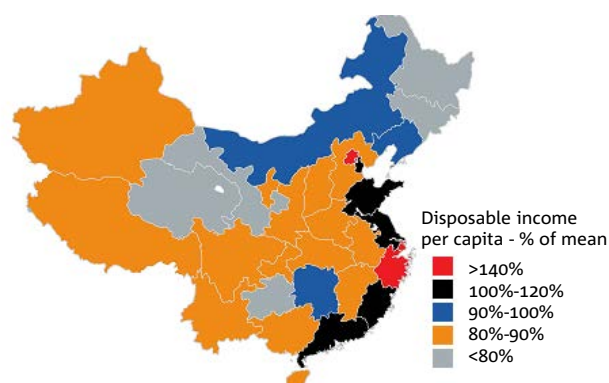 Disposable income
per capita - % of mean
>140%
100%-120%
90%-100%
80%-90%
<80%